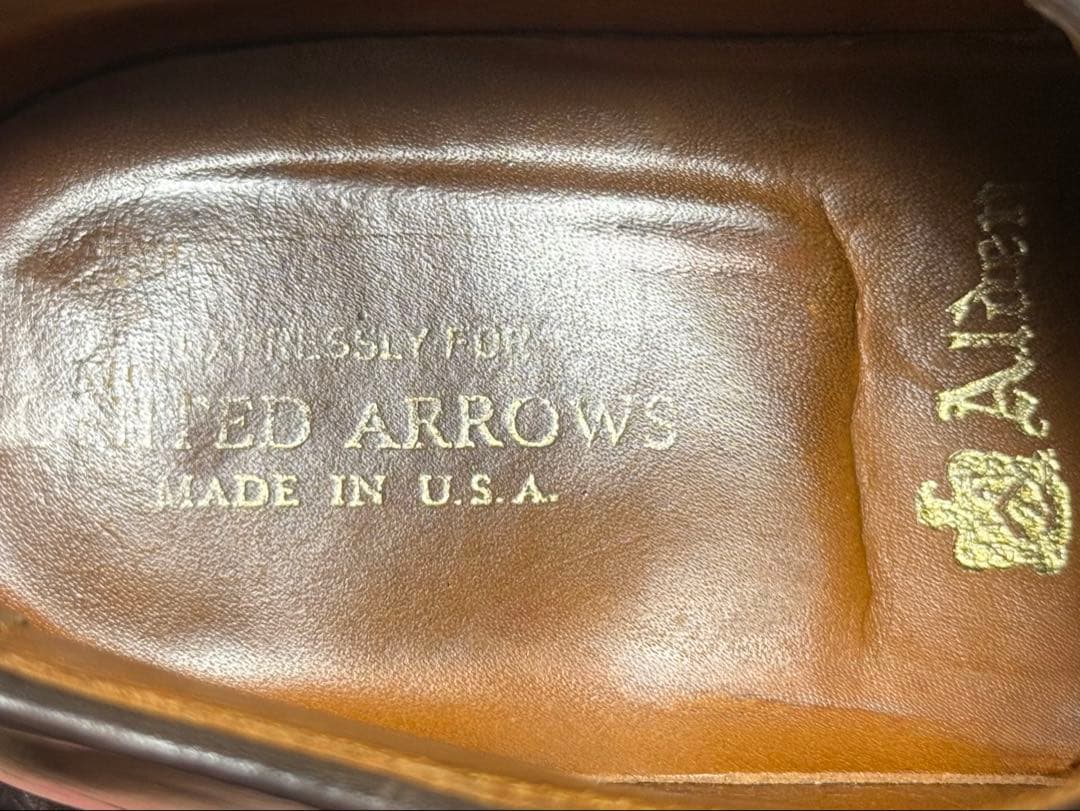 EXPRESSLY FOR
UNITED ARROWS
MADE IN U.S.A.
Alden